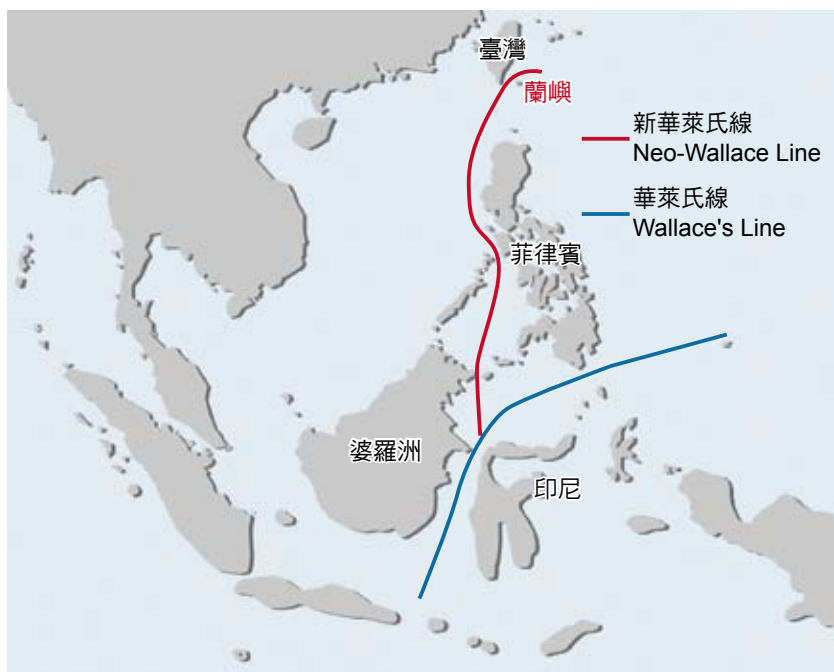 臺灣
蘭嶼
新華萊氏線
Neo-Wallace Line
華萊氏線
Wallace's Line
菲律賓
婆羅洲
印尼